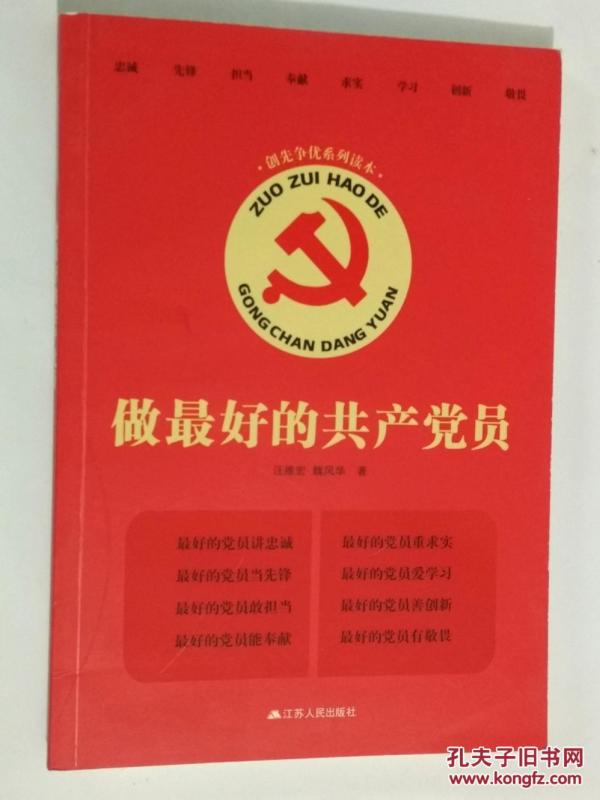 忠诚 先锋 担当 奉献 求实 学习 创新 敬畏
·创先争优系列读本·
ZUO ZUI HAO DE
GONG CHAN DANG YUAN
做最好的共产党员
汪维宏 魏凤华 著
最好的党员讲忠诚
最好的党员当先锋
最好的党员敢担当
最好的党员能奉献
最好的党员重求实
最好的党员爱学习
最好的党员善创新
最好的党员有敬畏
江苏人民出版社
孔夫子旧书网
www.kongfz.com